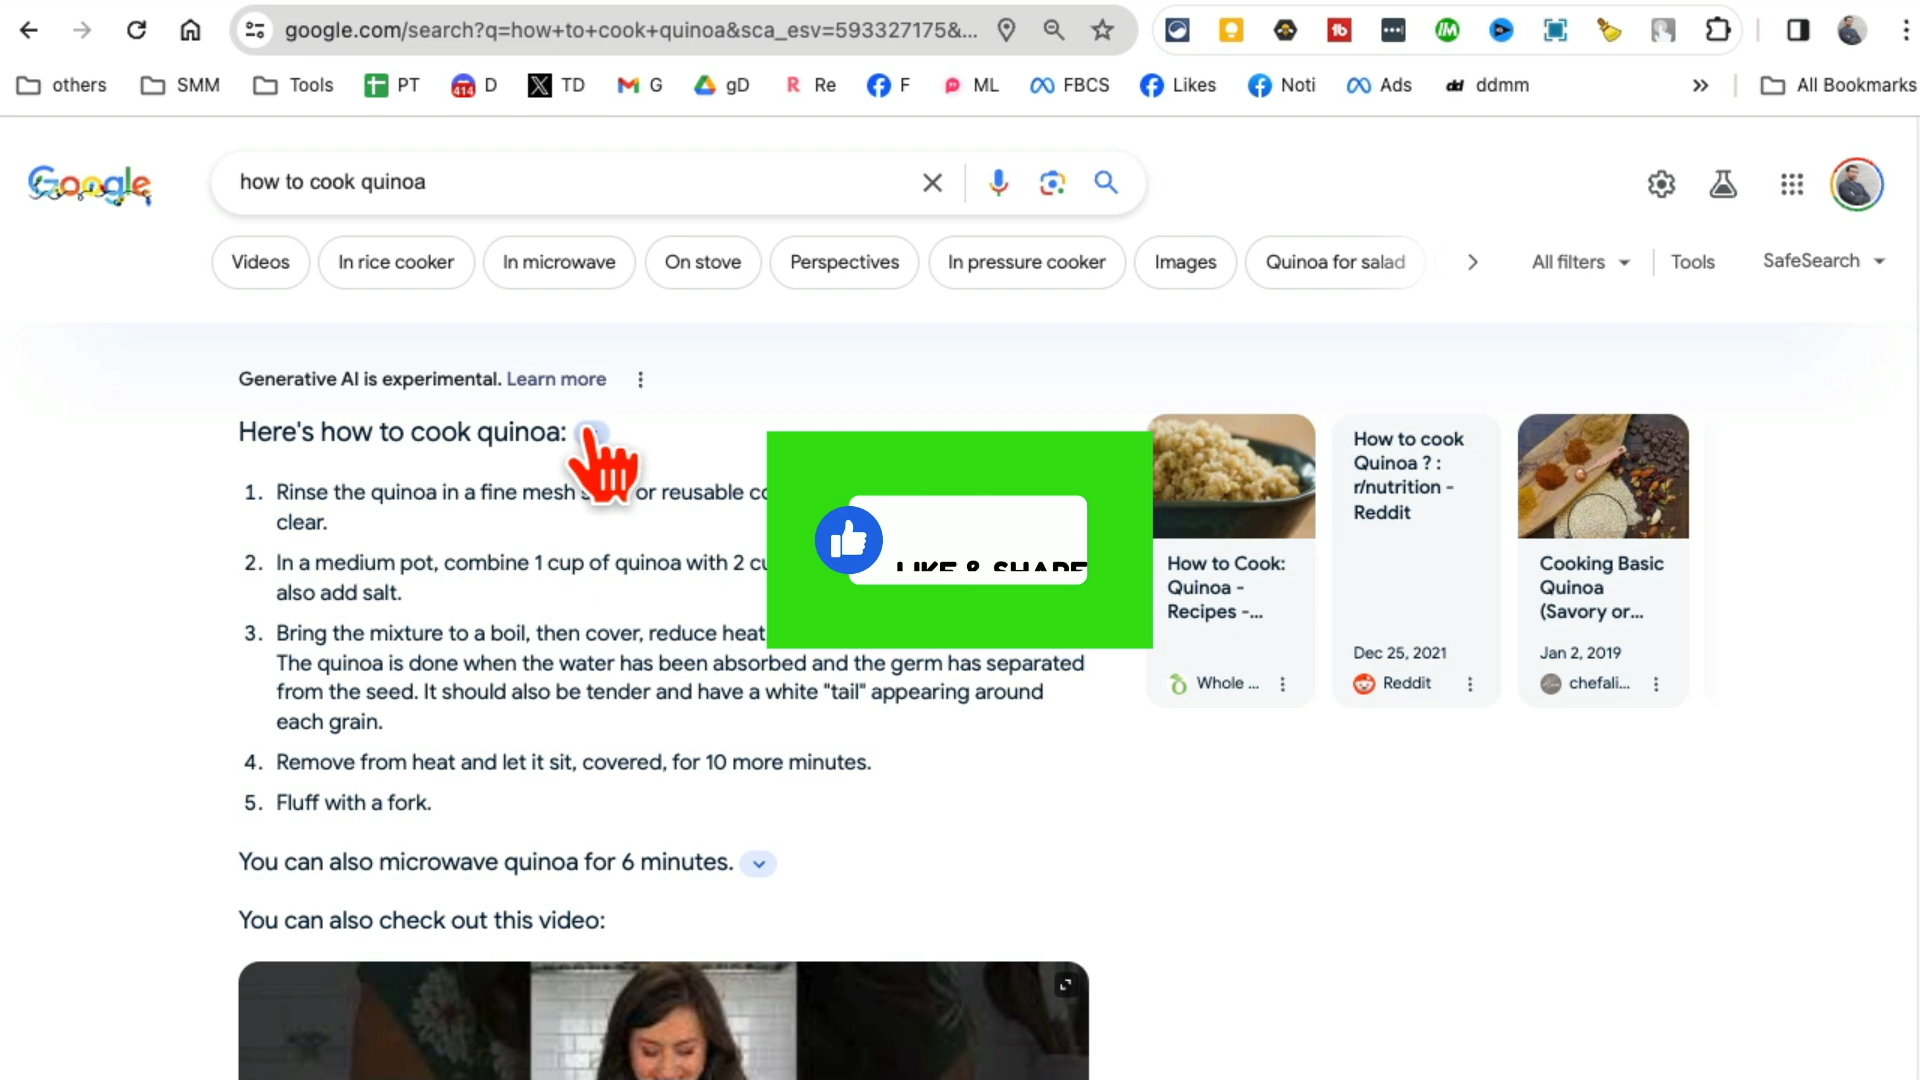 google.com/search?q=how+to+cook+quinoa&sca_esv=593327175&...
others SMM Tools PT D TD G gD Re F ML FBCS Likes Noti Ads ddmm » All Bookmarks
Google how to cook quinoa
Videos In rice cooker In microwave On stove Perspectives In pressure cooker Images Quinoa for salad All filters Tools SafeSearch
Generative AI is experimental. Learn more
Here's how to cook quinoa:
1. Rinse the quinoa in a fine mesh or reusable
clear.
2. In a medium pot, combine 1 cup of quinoa with 2
also add salt.
3. Bring the mixture to a boil, then cover, reduce heat
The quinoa is done when the water has been absorbed and the germ has separated
from the seed. It should also be tender and have a white "tail" appearing around
each grain.
4. Remove from heat and let it sit, covered, for 10 more minutes.
5. Fluff with a fork.
You can also microwave quinoa for 6 minutes.
You can also check out this video:
LIKE & SHARE
How to Cook:
Quinoa -
Recipes -...
Whole ...
How to cook
Quinoa ? :
r/nutrition -
Reddit
Dec 25, 2021
Reddit
Cooking Basic
Quinoa
(Savory or...
Jan 2, 2019
chefali...